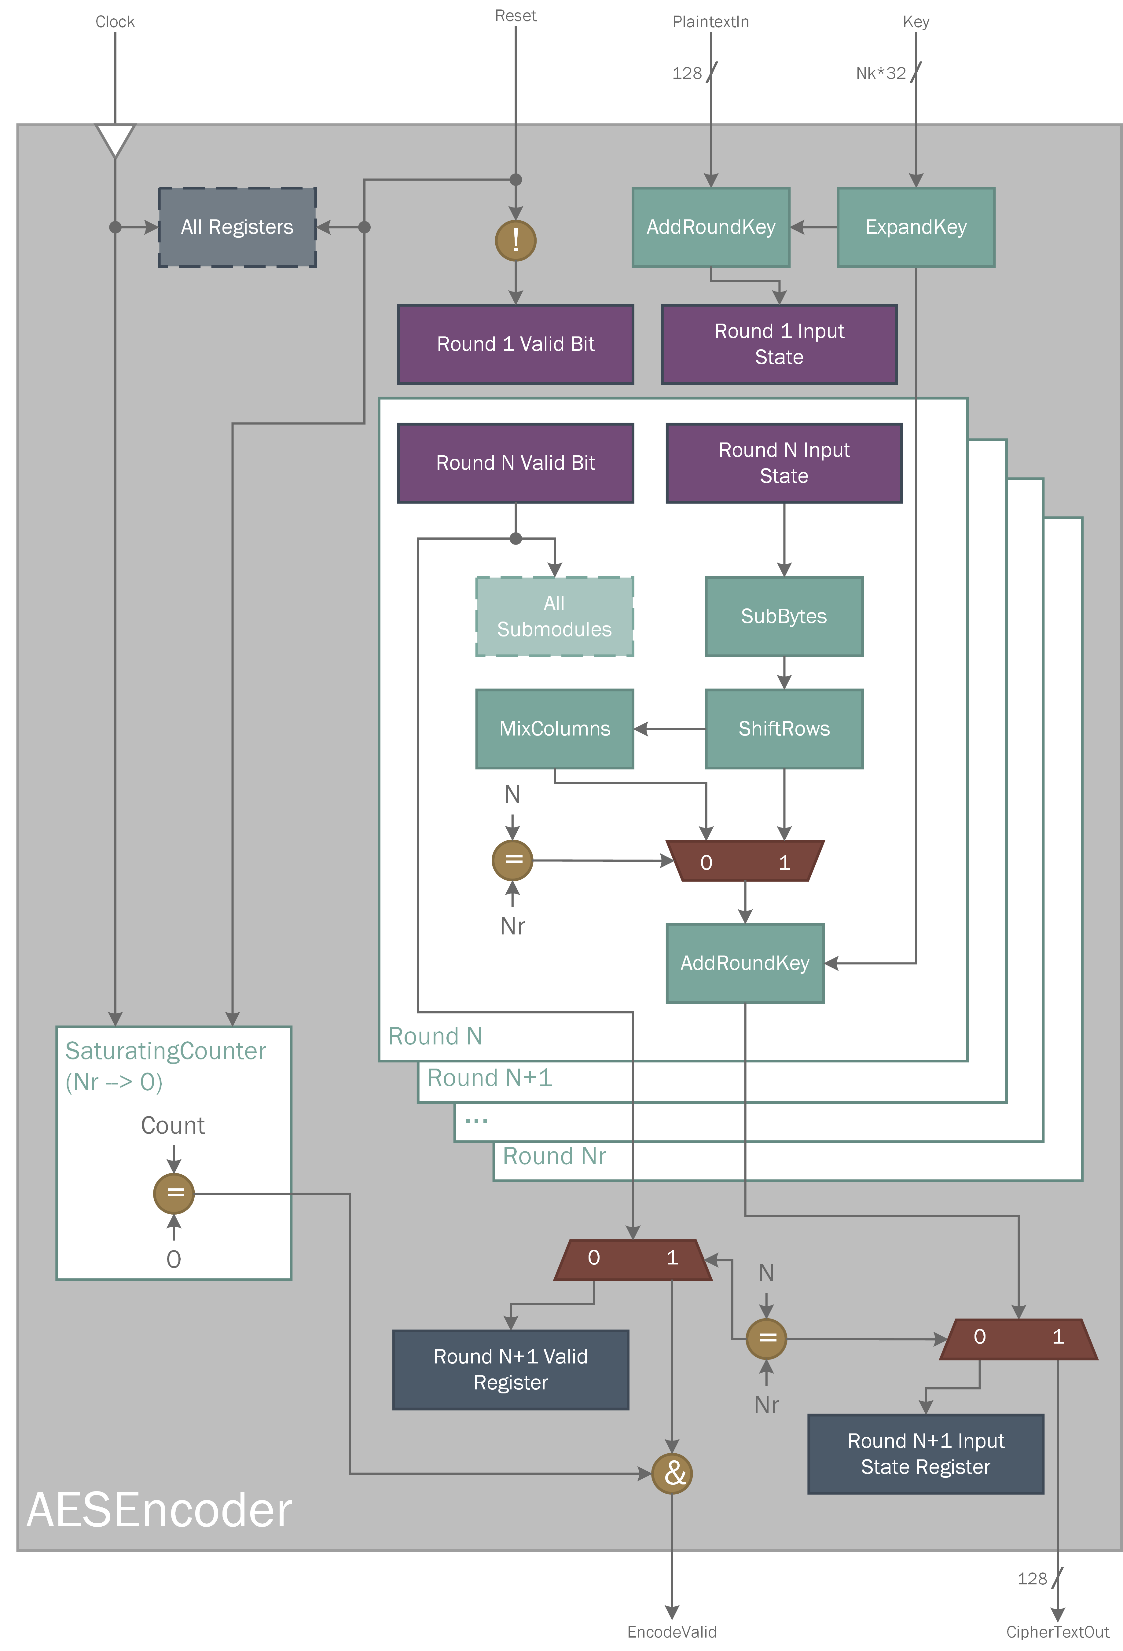 Clock
Reset
PlaintextIn
Key
128
Nk*32
All Registers
!
AddRoundKey
ExpandKey
Round 1 Valid Bit
Round 1 Input
State
Round N Valid Bit
Round N Input
State
All
Submodules
SubBytes
MixColumns
ShiftRows
N
=
0
1
Nr
AddRoundKey
Round N
Round N+1
...
Round Nr
SaturatingCounter
(Nr --> 0)
Count
=
0
0
1
N
=
Nr
0
1
Round N+1 Valid
Register
Round N+1 Input
State Register
&
AESEncoder
128
EncodeValid
CipherTextOut